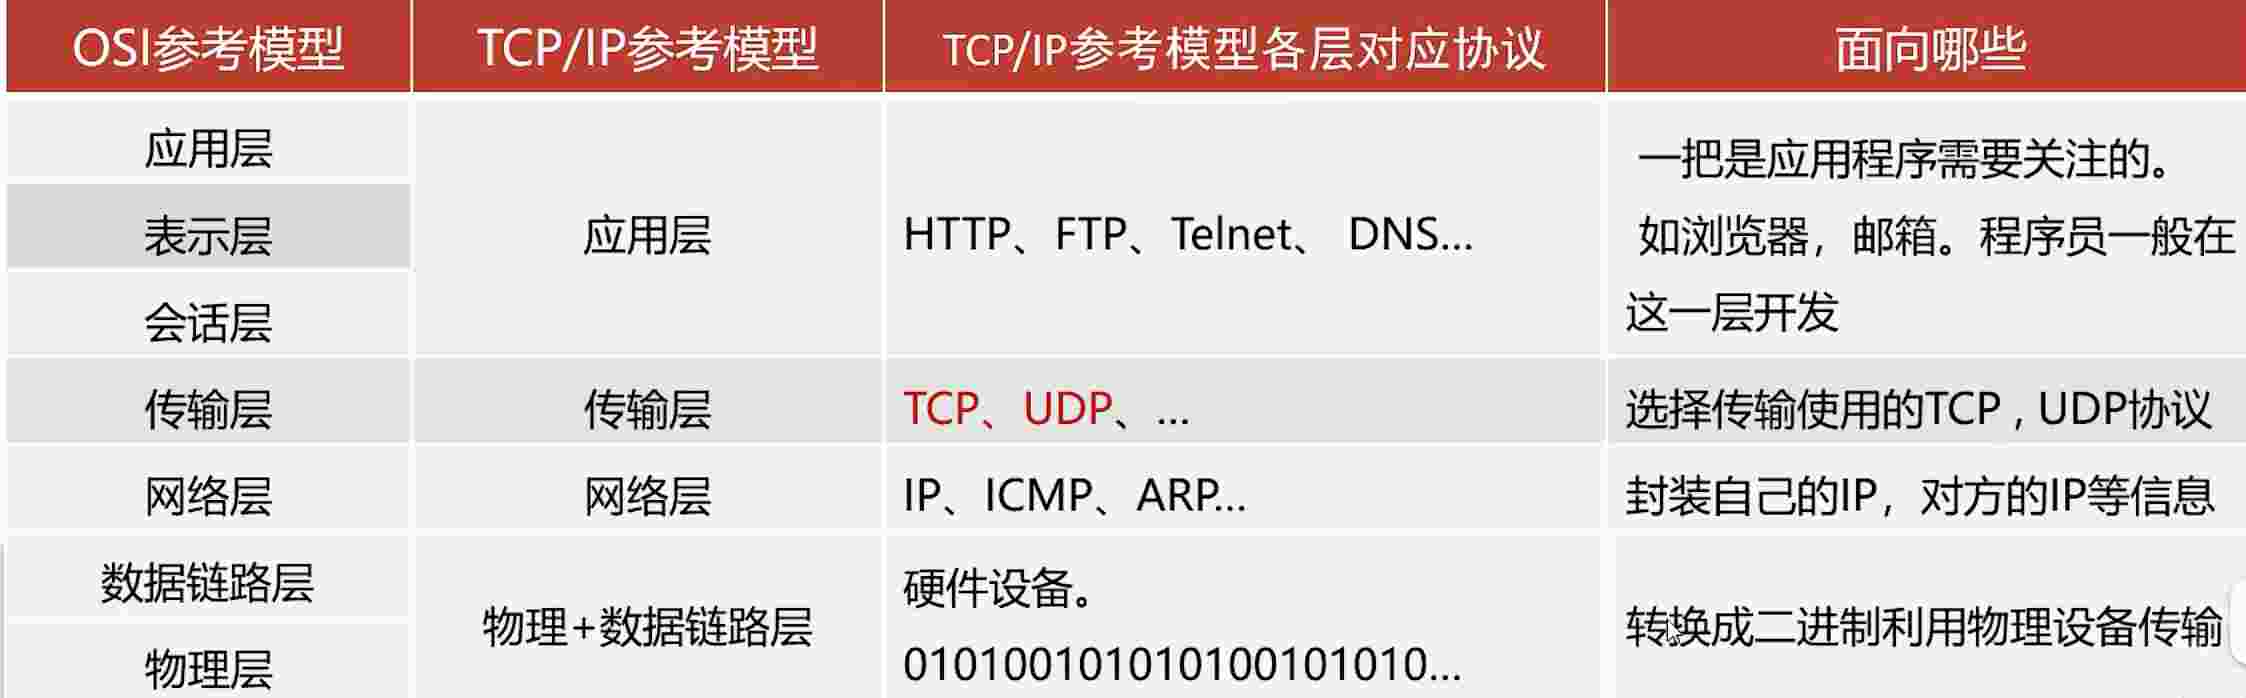 OSI参考模型 TCP/IP参考模型 TCP/IP参考模型各层对应协议 面向哪些
应用层
表示层
会话层
应用层
HTTP、FTP、Telnet、 DNS...
一把是应用程序需要关注的。
如浏览器，邮箱。程序员一般在
这一层开发
传输层 传输层 TCP、UDP、... 选择传输使用的TCP , UDP协议
网络层 网络层 IP、ICMP、ARP... 封装自己的IP，对方的IP等信息
数据链路层
物理层
物理+数据链路层
硬件设备。
010100101010100101010...
转换成二进制利用物理设备传输